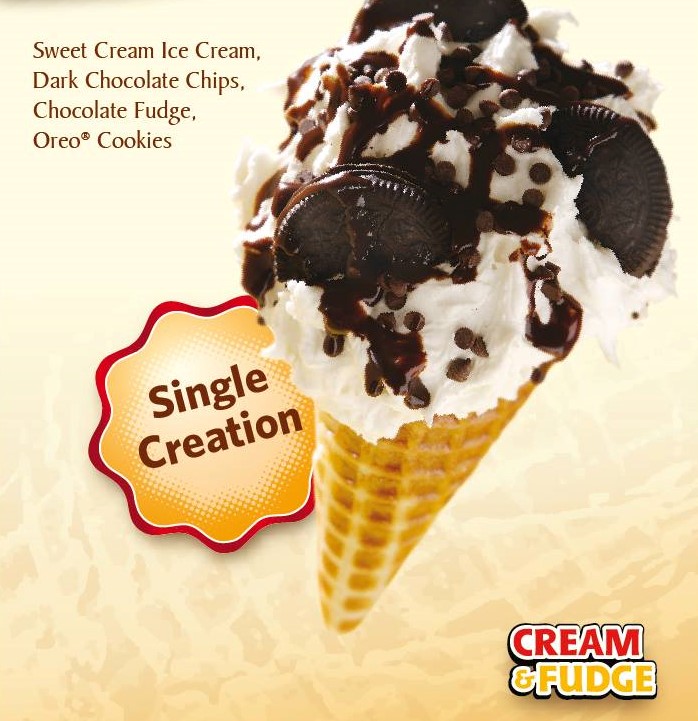 Sweet Cream Ice Cream,
Dark Chocolate Chips,
Chocolate Fudge,
Oreo® Cookies
Single
Creation
CREAM
&FUDGE